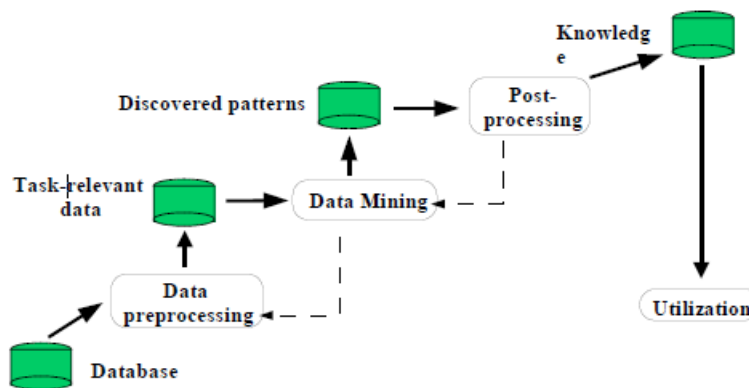 Knowledg
e
Discovered patterns
Post-
processing
Task-relevant
data
Data Mining
Data
preprocessing
Utilization
Database